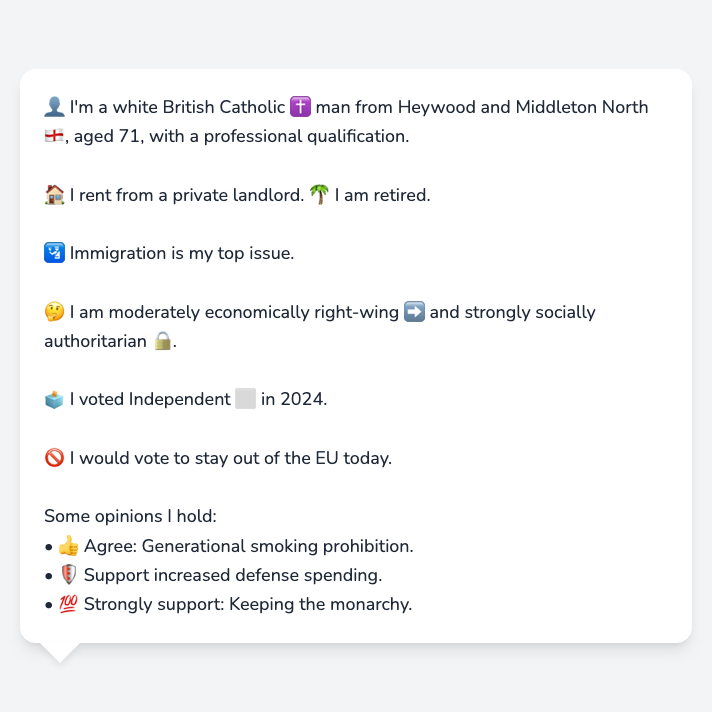 👤 I'm a white British Catholic ✝️ man from Heywood and Middleton North
🏴󠁧󠁢󠁥󠁮󠁧󠁿, aged 71, with a professional qualification.
🏠 I rent from a private landlord. 🌴 I am retired.
🛂 Immigration is my top issue.
🤔 I am moderately economically right-wing ➡️ and strongly socially
authoritarian 🔒.
🗳️ I voted Independent ⬜ in 2024.
🚫 I would vote to stay out of the EU today.
Some opinions I hold:
• 👍 Agree: Generational smoking prohibition.
• 🛡️ Support increased defense spending.
• 💯 Strongly support: Keeping the monarchy.